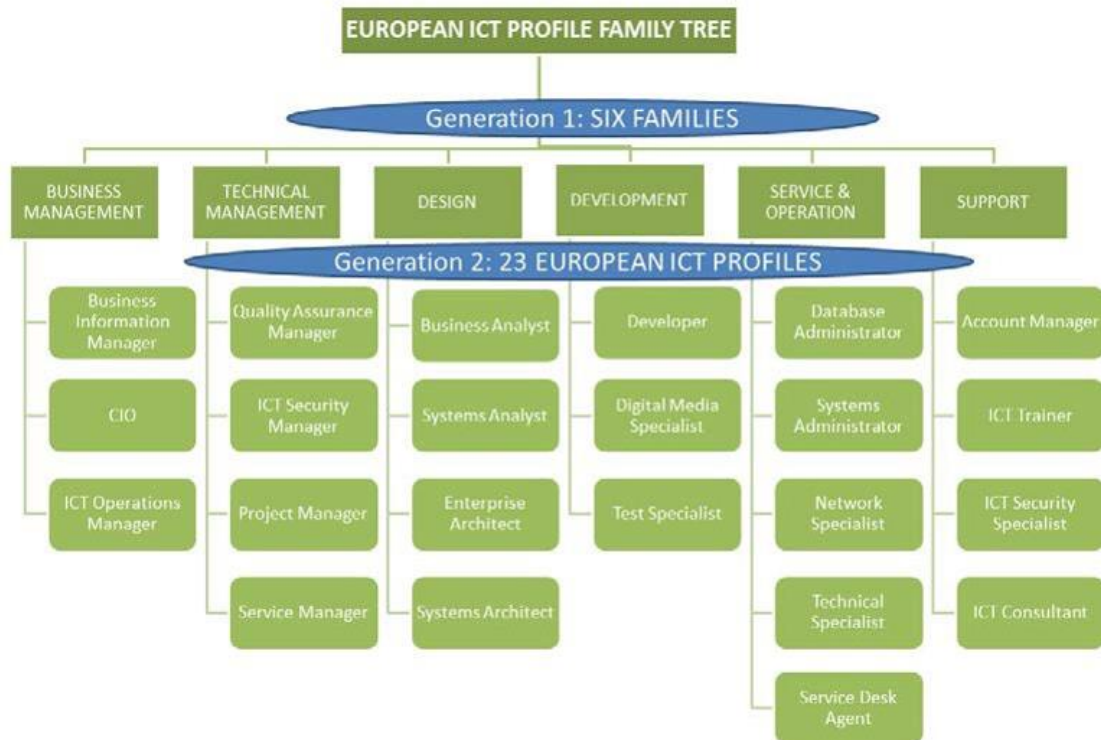 EUROPEAN ICT PROFILE FAMILY TREE
Generation 1: SIX FAMILIES
BUSINESS
MANAGEMENT
TECHNICAL
MANAGEMENT
DESIGN
DEVELOPMENT
SERVICE &
OPERATION
SUPPORT
Generation 2: 23 EUROPEAN ICT PROFILES
Business
Information
Manager
CIO
ICT Operations
Manager
Quality Assurance
Manager
ICT Security
Manager
Project Manager
Service Manager
Business Analyst
Systems Analyst
Enterprise
Architect
Systems Architect
Developer
Digital Media
Specialist
Test Specialist
Database
Administrator
Systems
Administrator
Network
Specialist
Technical
Specialist
Service Desk
Agent
Account Manager
ICT Trainer
ICT Security
Specialist
ICT Consultant